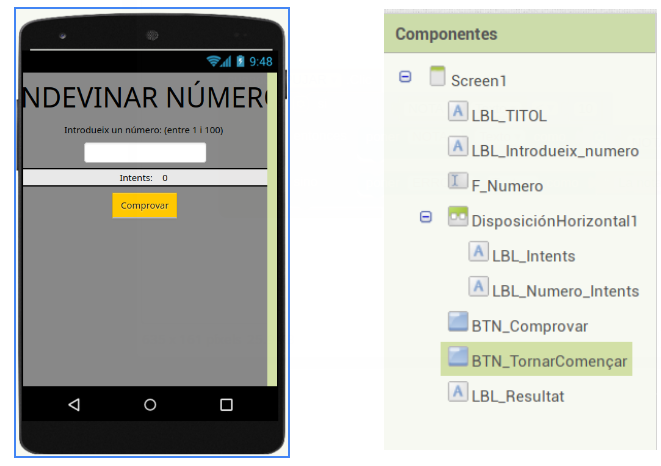 9:48
NDEVINAR NÚMER
Introdueix un número: (entre 1 i 100)
Intents: 0
Comprovar
Componentes
Screen1
LBL_TITOL
LBL_Introdueix_numero
F_Numero
DisposiciónHorizontal1
LBL_Intents
LBL_Numero_Intents
BTN_Comprovar
BTN_TornarComençar
LBL_Resultat